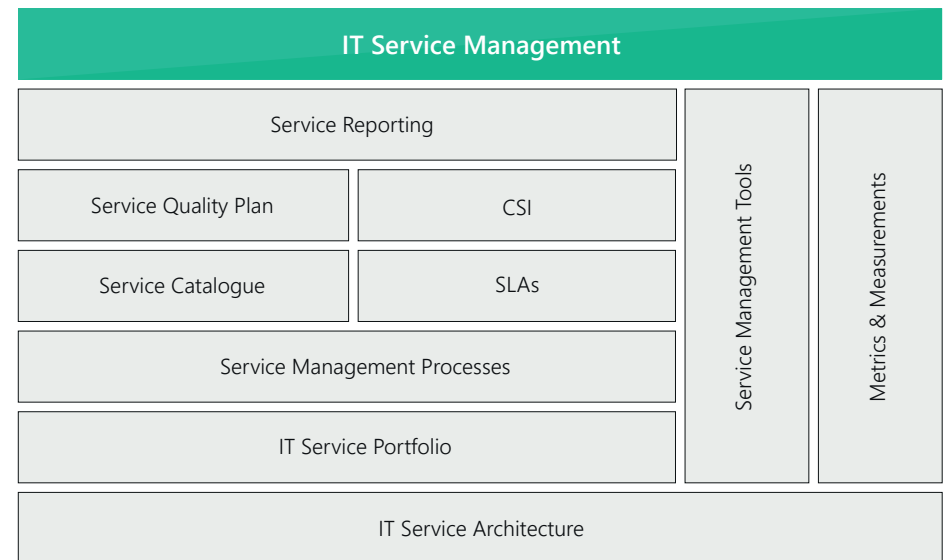 IT Service Management
Service Reporting
Service Quality Plan
CSI
Service Catalogue
SLAs
Service Management Processes
IT Service Portfolio
Service Management Tools
Metrics & Measurements
IT Service Architecture